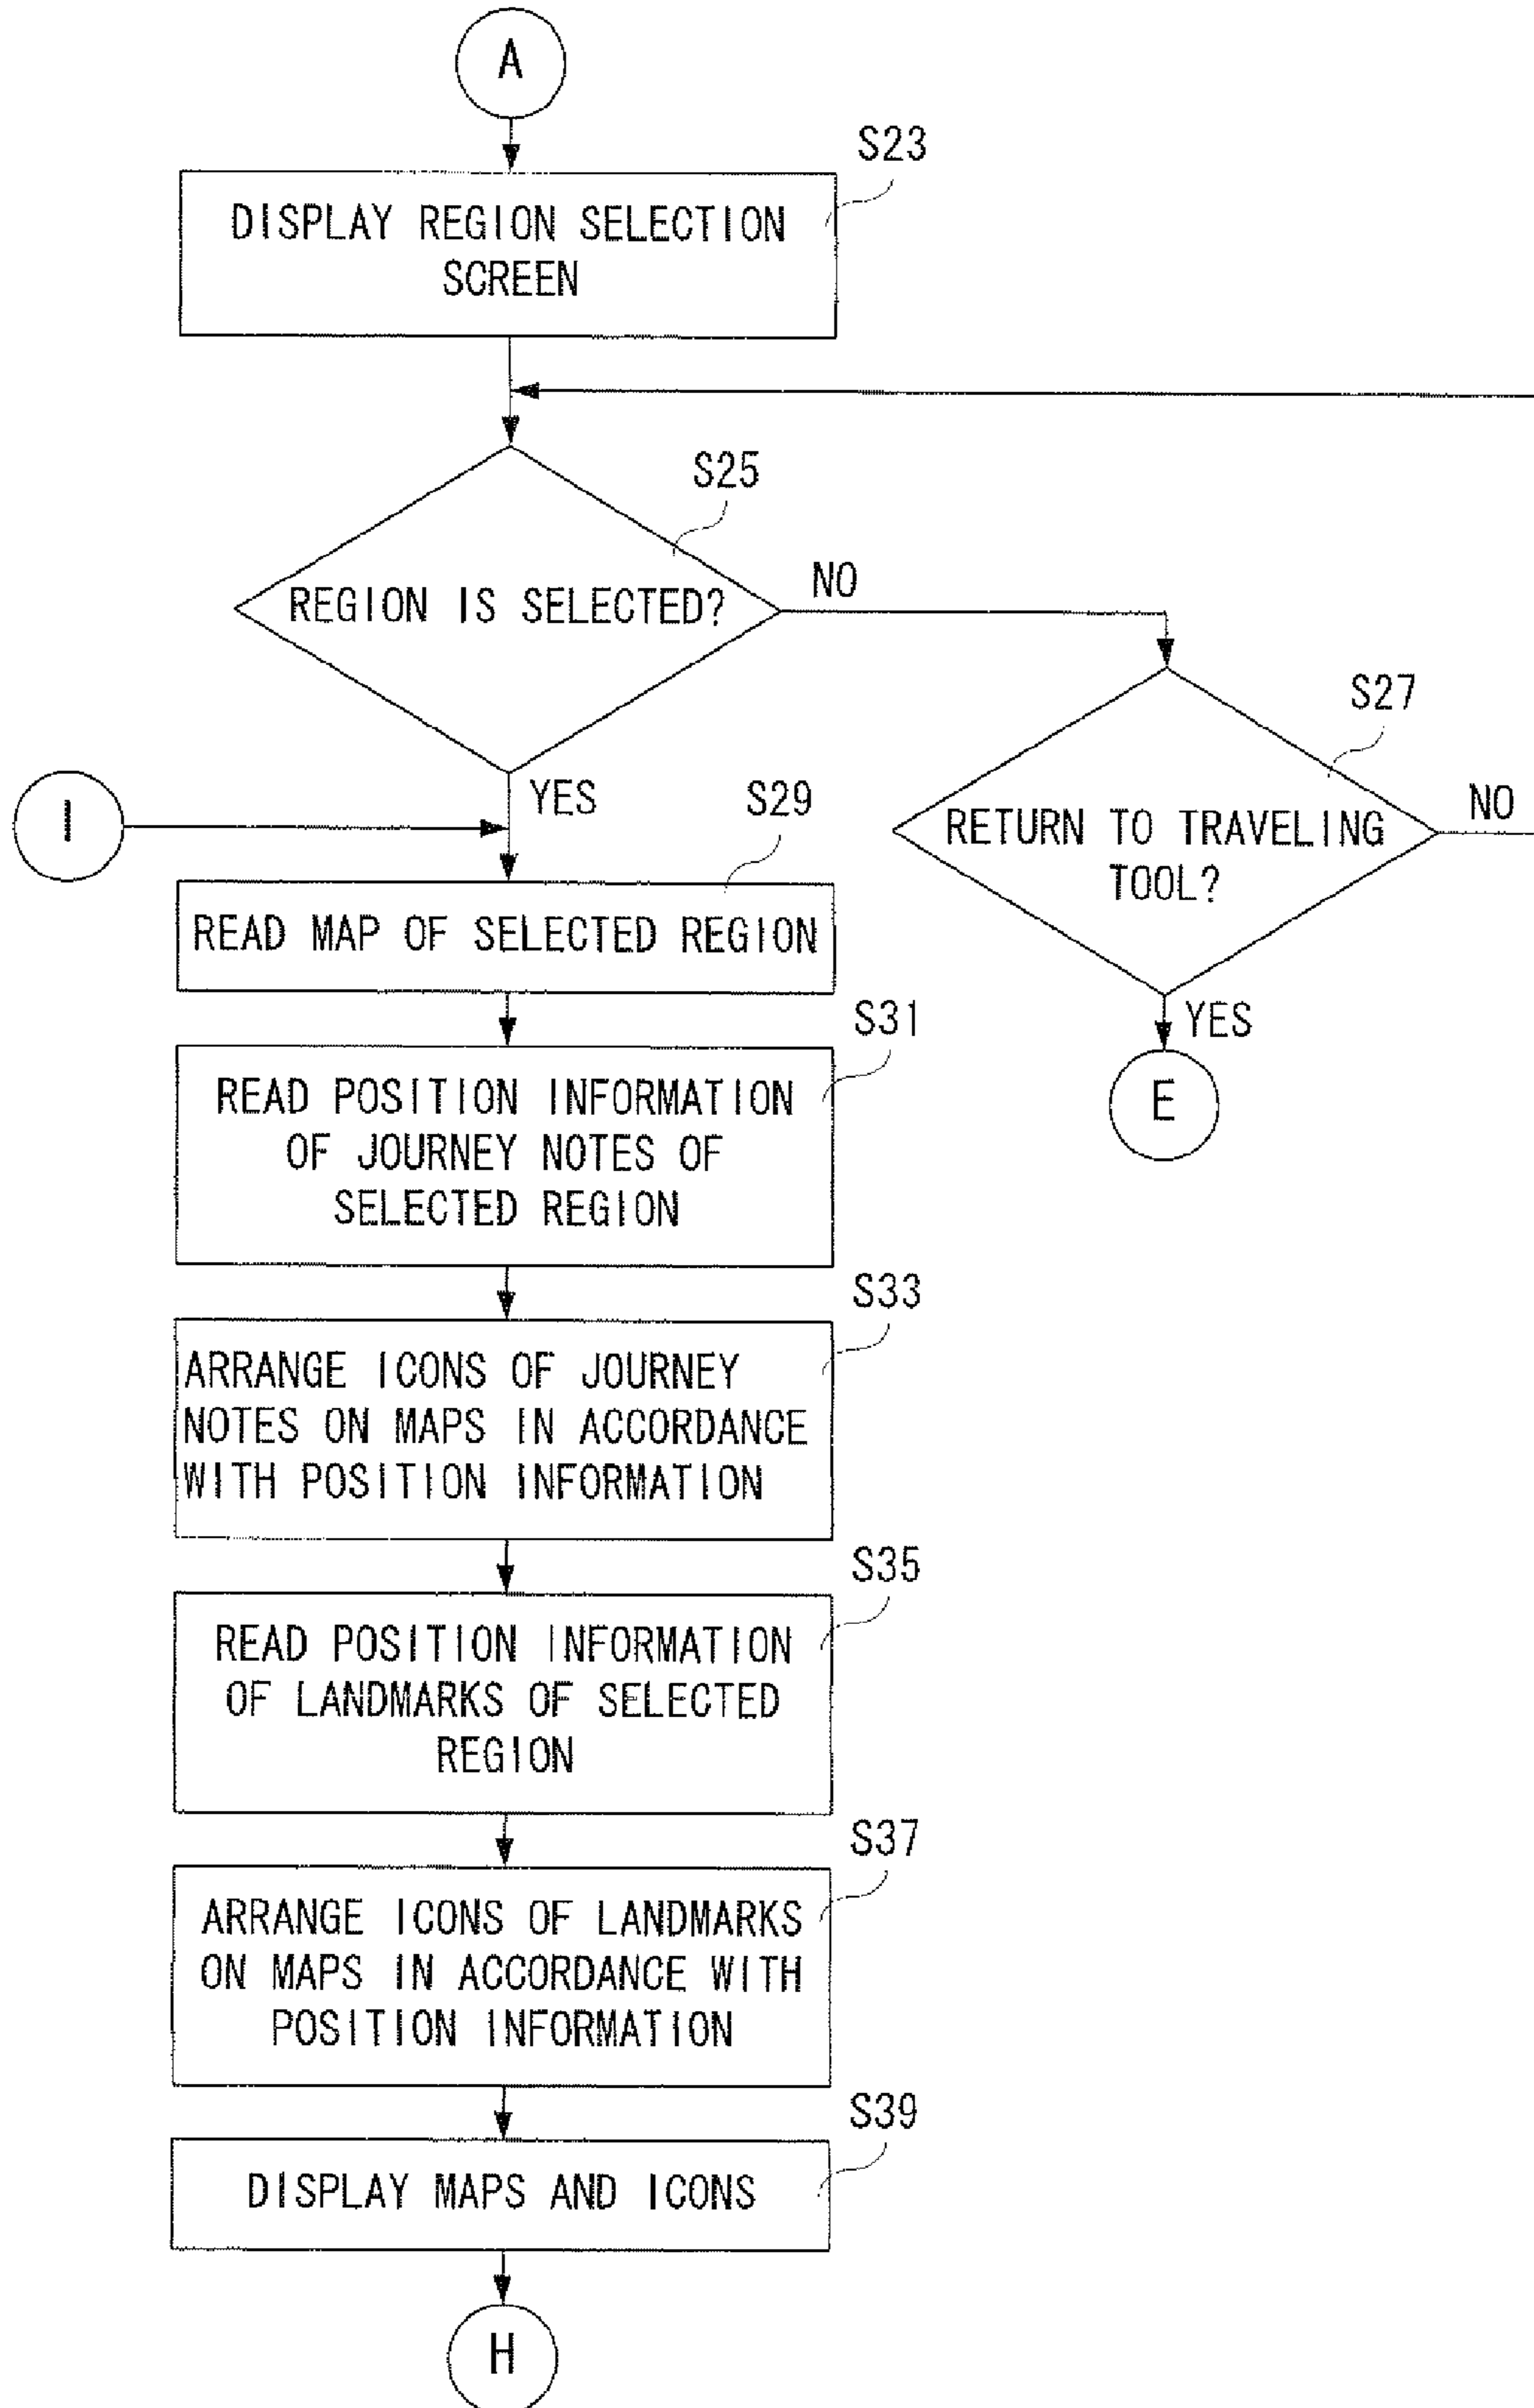 A
S23
DISPLAY REGION SELECTION
SCREEN
S25
REGION IS SELECTED?
NO
S27
RETURN TO TRAVELING
TOOL?
NO
YES
E
YES
I
S29
READ MAP OF SELECTED REGION
S31
READ POSITION INFORMATION
OF JOURNEY NOTES OF
SELECTED REGION
S33
ARRANGE ICONS OF JOURNEY
NOTES ON MAPS IN ACCORDANCE
WITH POSITION INFORMATION
S35
READ POSITION INFORMATION
OF LANDMARKS OF SELECTED
REGION
S37
ARRANGE ICONS OF LANDMARKS
ON MAPS IN ACCORDANCE WITH
POSITION INFORMATION
S39
DISPLAY MAPS AND ICONS
H